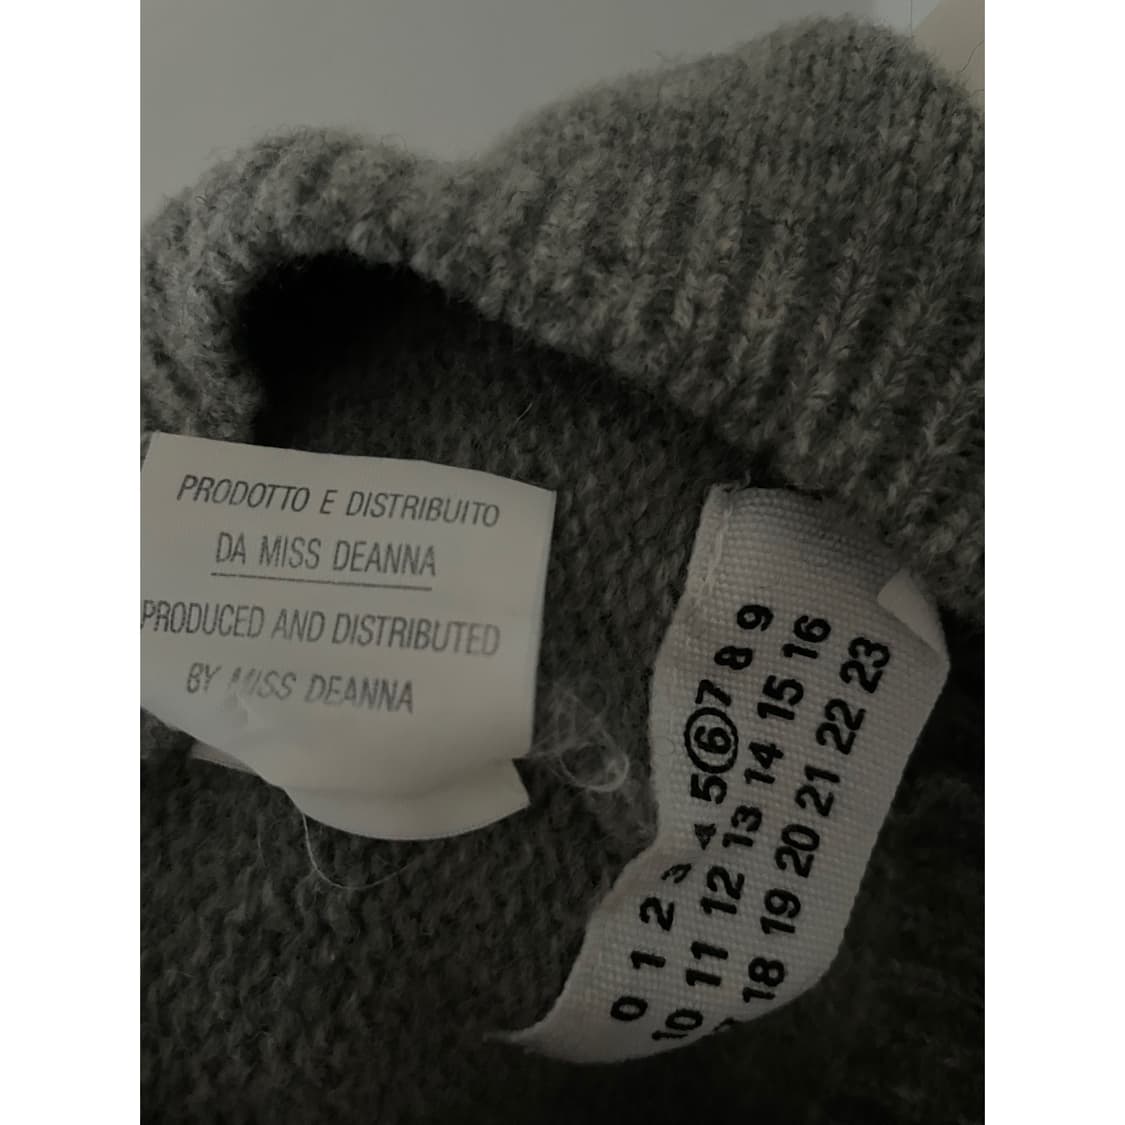 PRODOTTO E DISTRIBUITO
DA MISS DEANNA
PRODUCED AND DISTRIBUTED
BY MISS DEANNA
0 1 2 3 4 5 6 7 8 9
10 11 12 13 14 15 16
18 19 20 21 22 23